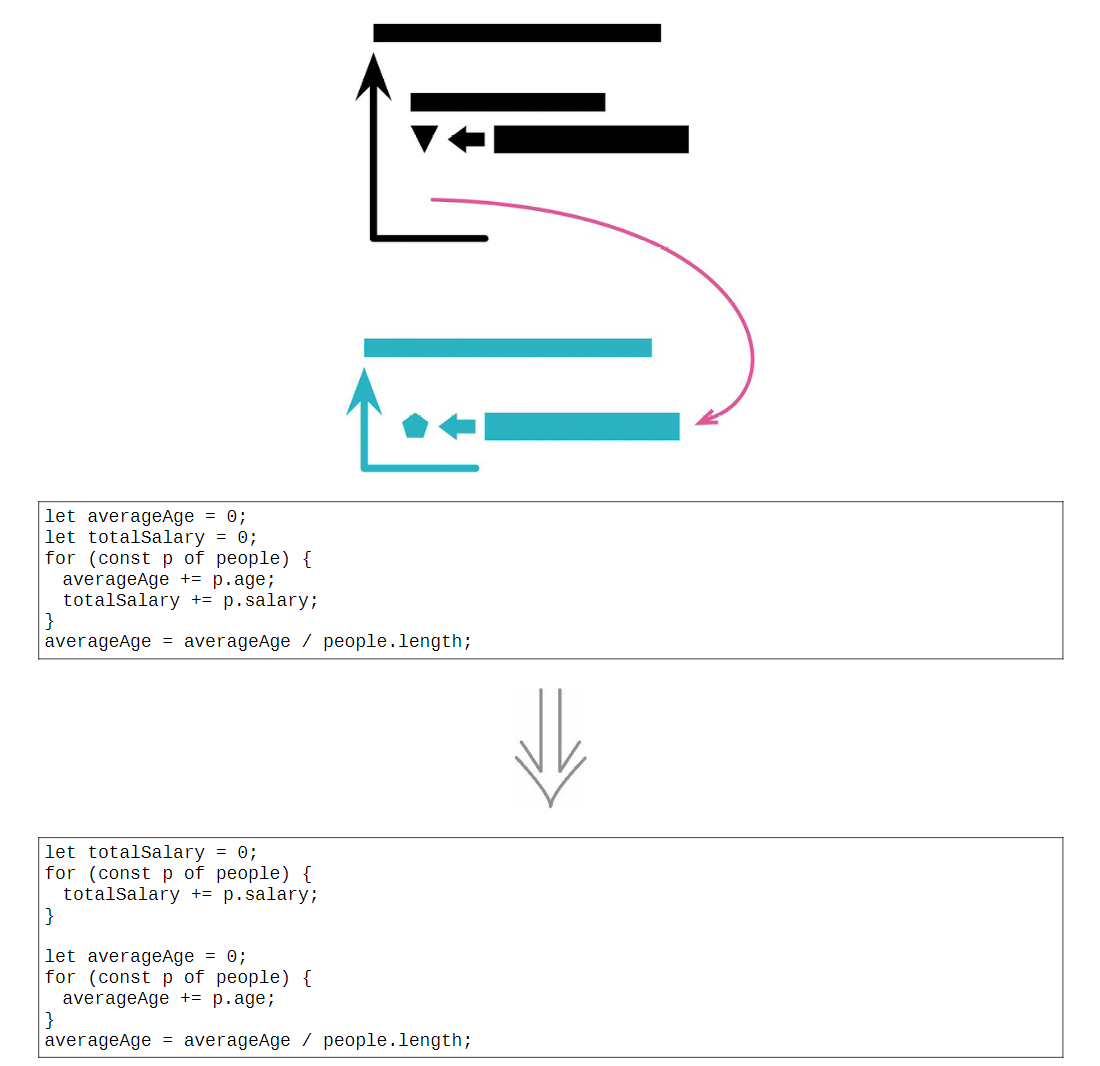 let averageAge = 0;
let totalSalary = 0;
for (const p of people) {
  averageAge += p.age;
  totalSalary += p.salary;
}
averageAge = averageAge / people.length;
let totalSalary = 0;
for (const p of people) {
  totalSalary += p.salary;
}
let averageAge = 0;
for (const p of people) {
  averageAge += p.age;
}
averageAge = averageAge / people.length;